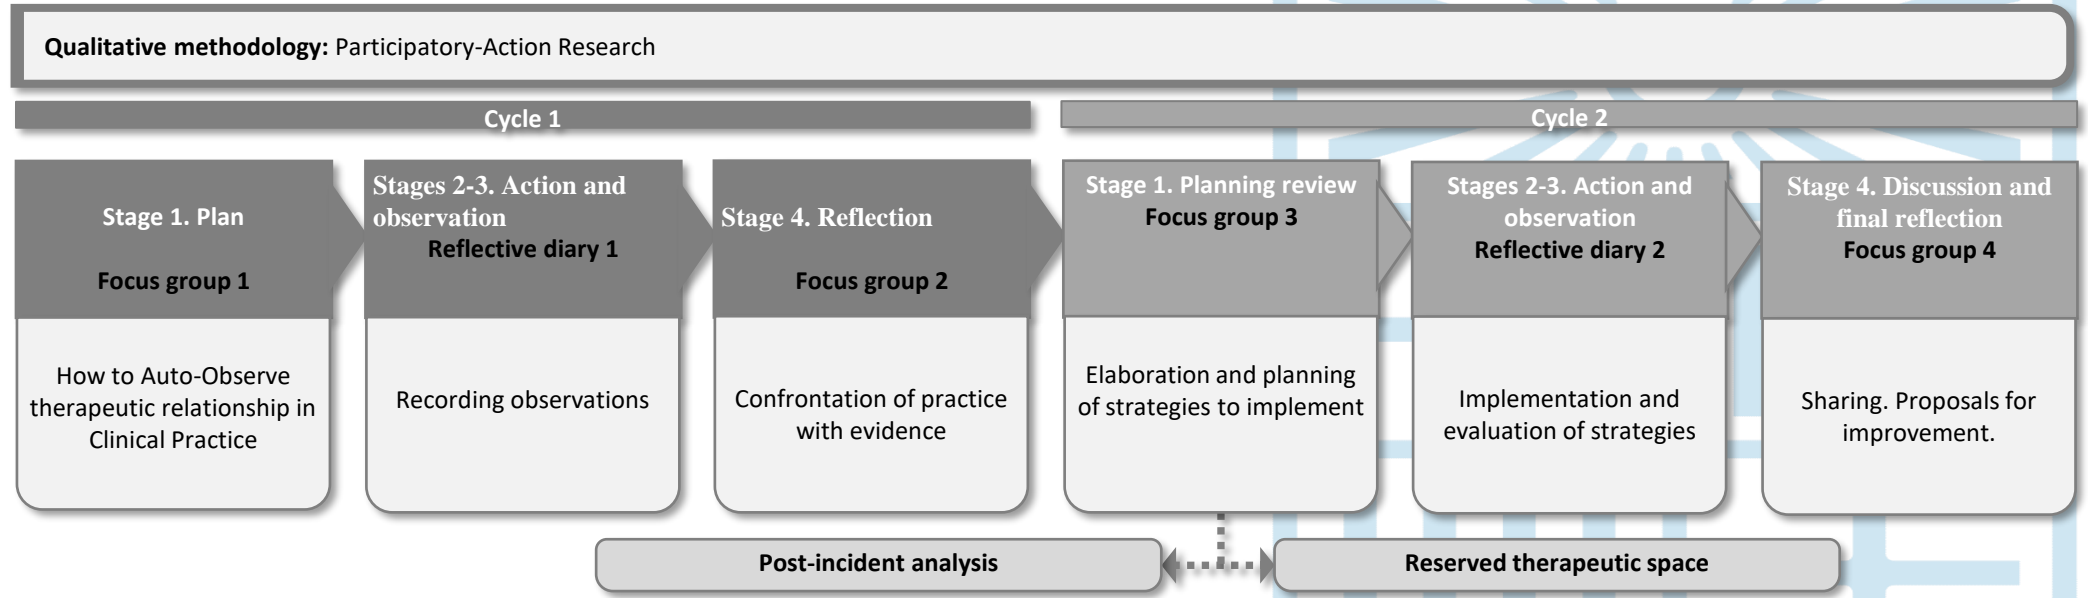 Qualitative methodology: Participatory-Action Research
Cycle 1
Cycle 2
Stage 1. Plan
Focus group 1
How to Auto-Observe
therapeutic relationship in
Clinical Practice
Stages 2-3. Action and
observation
Reflective diary 1
Recording observations
Stage 4. Reflection
Focus group 2
Confrontation of practice
with evidence
Stage 1. Planning review
Focus group 3
Elaboration and planning
of strategies to implement
Stages 2-3. Action and
observation
Reflective diary 2
Implementation and
evaluation of strategies
Stage 4. Discussion and
final reflection
Focus group 4
Sharing. Proposals for
improvement.
Post-incident analysis
Reserved therapeutic space